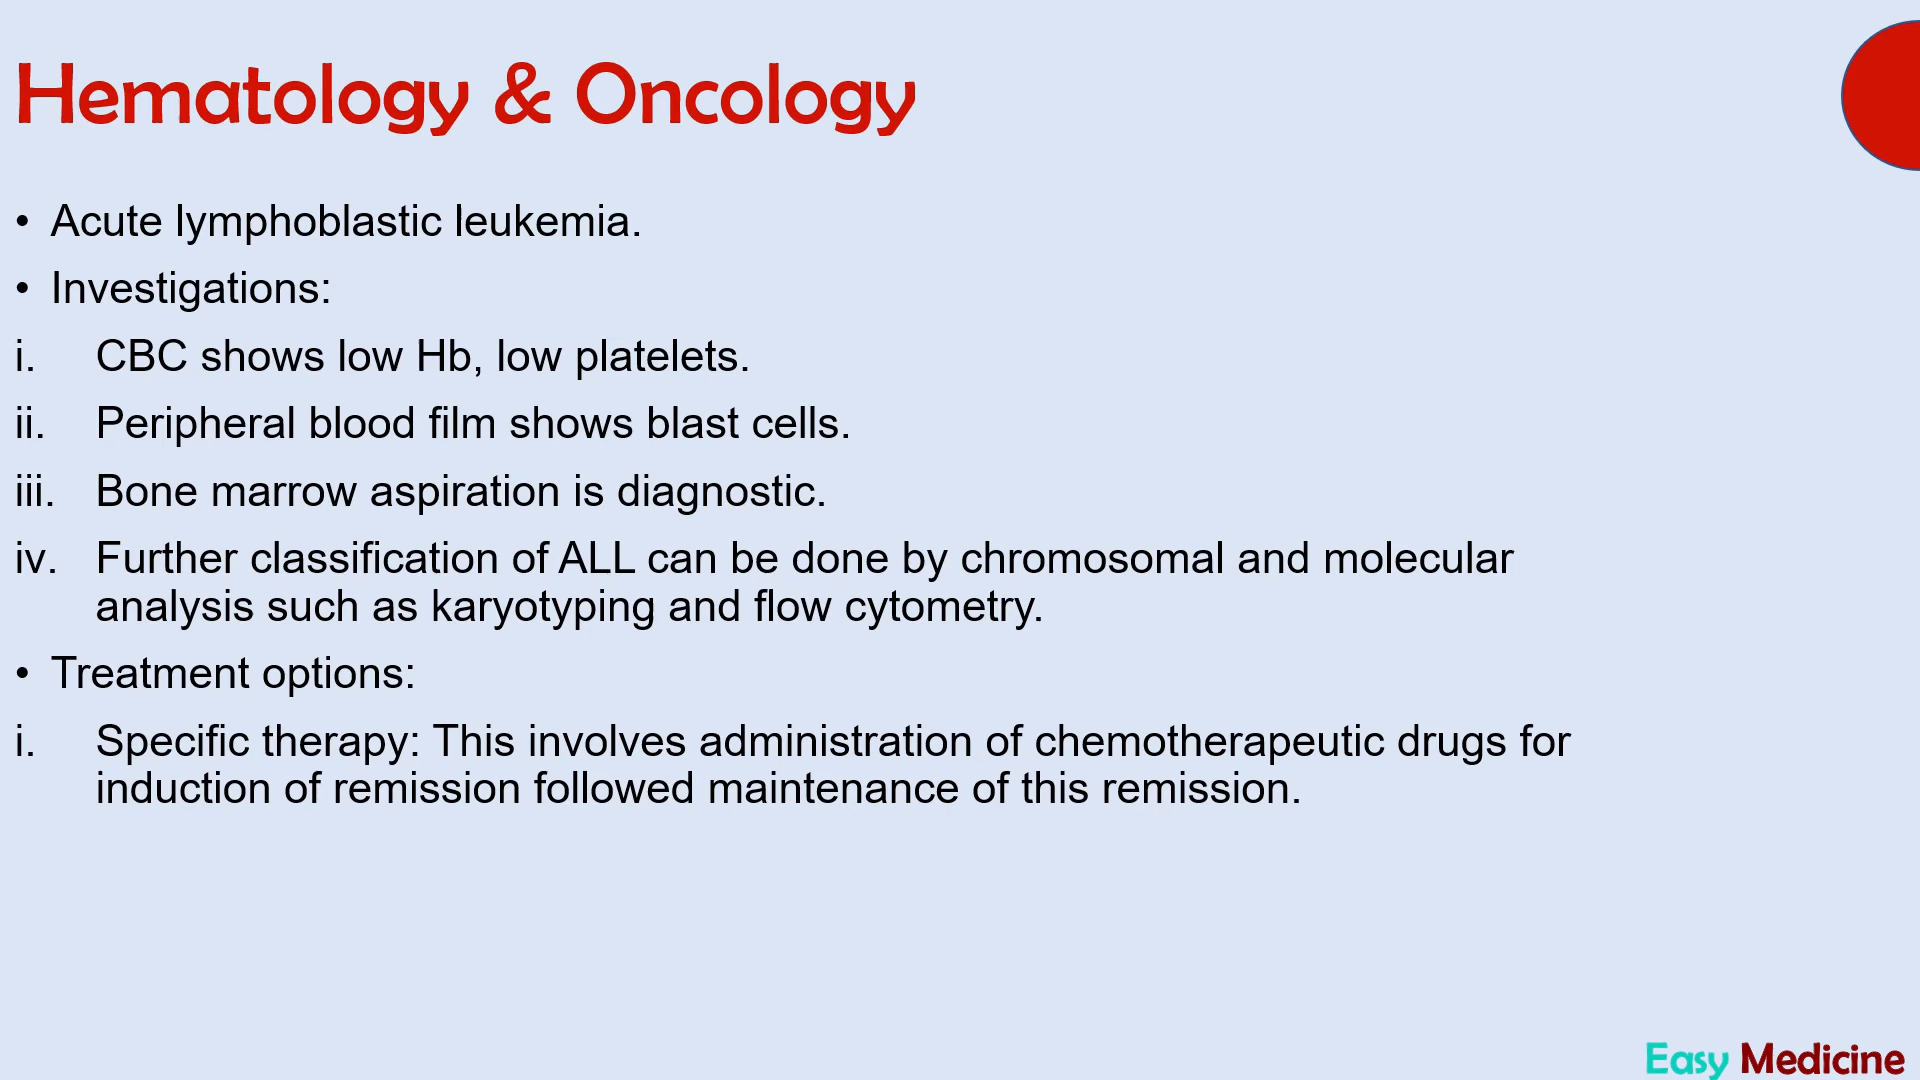 Hematology & Oncology
• Acute lymphoblastic leukemia.
• Investigations:
i. CBC shows low Hb, low platelets.
ii. Peripheral blood film shows blast cells.
iii. Bone marrow aspiration is diagnostic.
iv. Further classification of ALL can be done by chromosomal and molecular
analysis such as karyotyping and flow cytometry.
• Treatment options:
i. Specific therapy: This involves administration of chemotherapeutic drugs for
induction of remission followed maintenance of this remission.
Easy Medicine